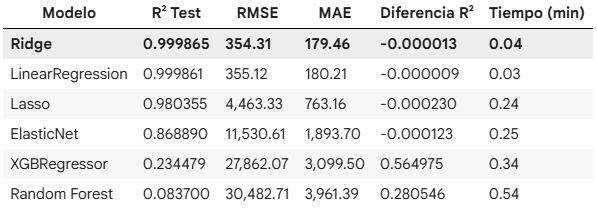 Modelo R² Test RMSE MAE Diferencia R² Tiempo (min)
Ridge 0.999865 354.31 179.46 -0.000013 0.04
LinearRegression 0.999861 355.12 180.21 -0.000009 0.03
Lasso 0.980355 4,463.33 763.16 -0.000230 0.24
ElasticNet 0.868890 11,530.61 1,893.70 -0.000123 0.25
XGBRegressor 0.234479 27,862.07 3,099.50 0.564975 0.34
Random Forest 0.083700 30,482.71 3,961.39 0.280546 0.54